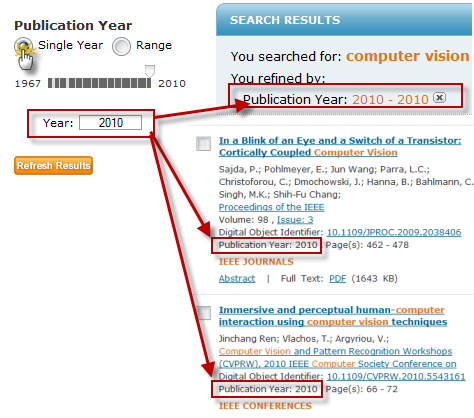 Publication Year
Single Year Range
1967 2010
Year: 2010
Refresh Results
SEARCH RESULTS
You searched for: computer vision
You refined by:
Publication Year: 2010 - 2010
In a Blink of an Eye and a Switch of a Transistor:
Cortically Coupled Computer Vision
Sajda, P.; Pohlmeyer, E.; Jun Wang; Parra, L.C.;
Christoforou, C.; Dmochowski, J.; Hanna, B.; Bahlmann, C.
Singh, M.K.; Shih-Fu Chang;
Proceedings of the IEEE
Volume: 98 , Issue: 3
Digital Object Identifier: 10.1109/JPROC.2009.2038406
Publication Year: 2010 Page(s): 462 - 478
IEEE JOURNALS
Abstract | Full Text: PDF (1643 KB)
Immersive and perceptual human-computer
interaction using computer vision techniques
Jinchang Ren; Vlachos, T.; Argyriou, V.;
Computer Vision and Pattern Recognition Workshops
(CVPRW), 2010 IEEE Computer Society Conference on
Digital Object Identifier: 10.1109/CVPRW.2010.5543161
Publication Year: 2010 Page(s): 66 - 72
IEEE CONFERENCES